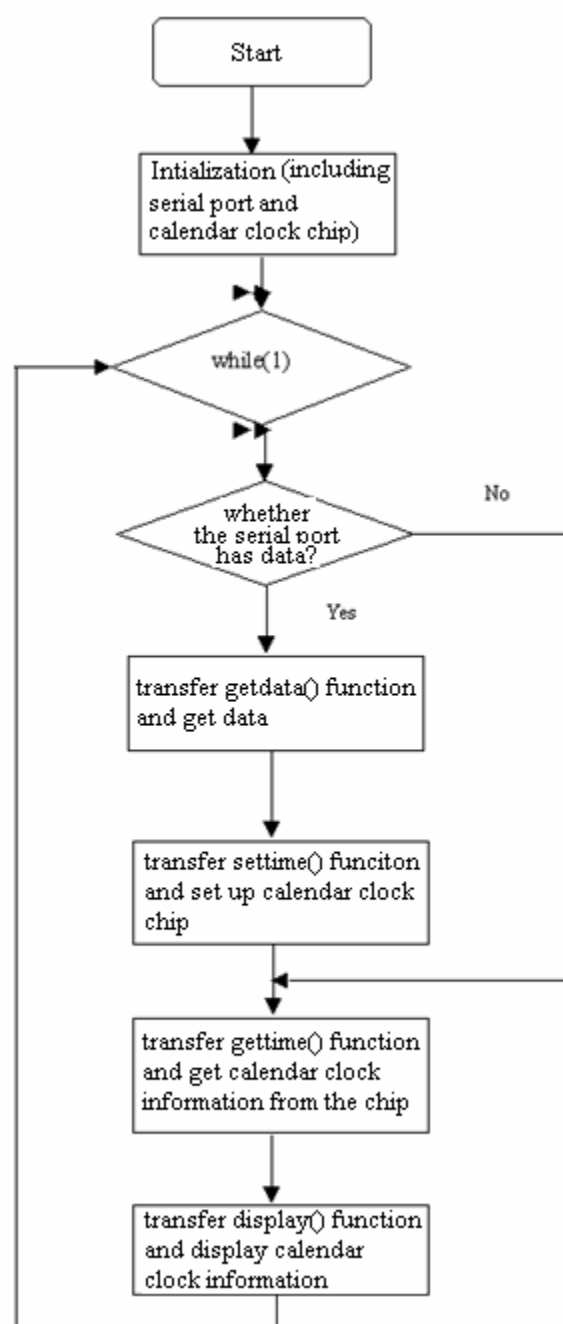 Start
Intialization (including
serial port and
calendar clock chip)
while(1)
whether
the serial port
has data?
No
Yes
transfer getdata() function
and get data
transfer settime() funciton
and set up calendar clock
chip
transfer gettime() function
and get calendar clock
information from the chip
transfer display() function
and display calendar
clock information